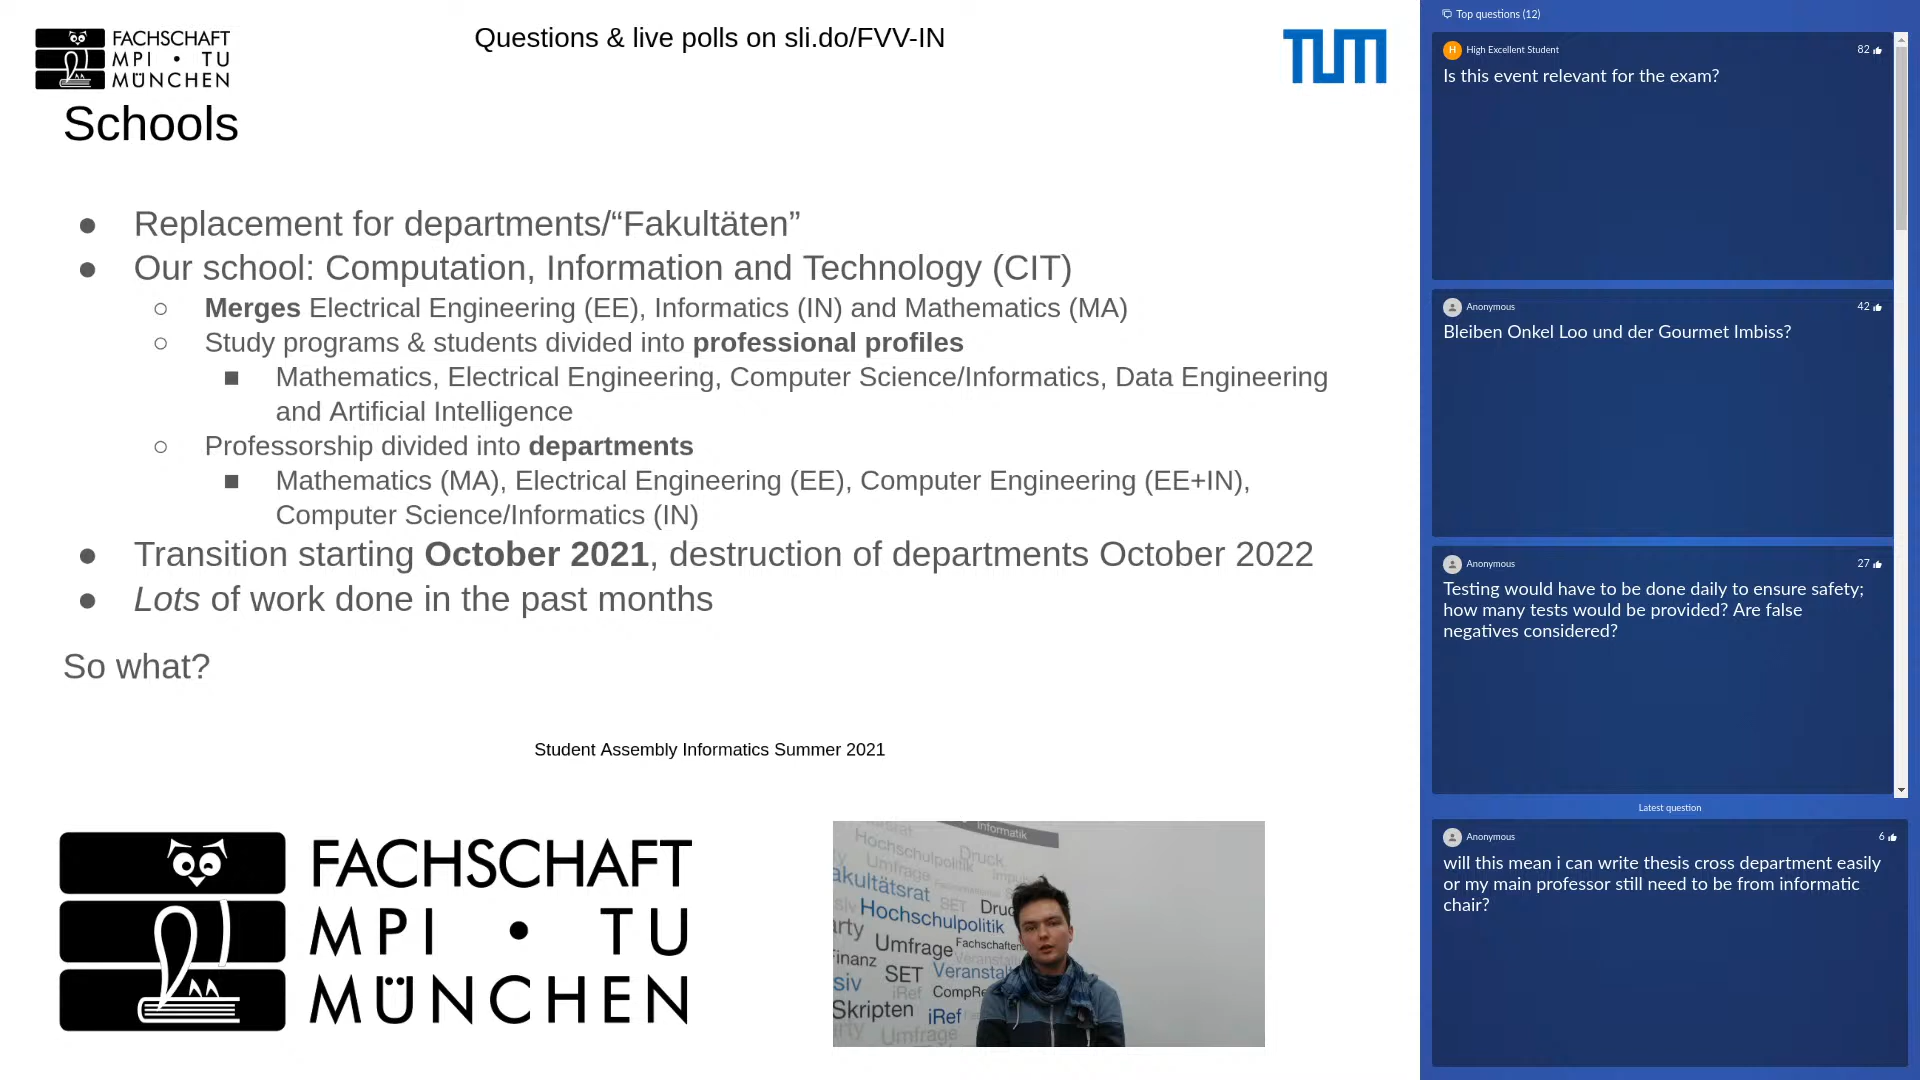 FACHSCHAFT
MPI • TU
MÜNCHEN
Questions & live polls on sli.do/FVV-IN
TUM
Schools
● Replacement for departments/“Fakultäten”
● Our school: Computation, Information and Technology (CIT)
○ Merges Electrical Engineering (EE), Informatics (IN) and Mathematics (MA)
○ Study programs & students divided into professional profiles
■ Mathematics, Electrical Engineering, Computer Science/Informatics, Data Engineering
and Artificial Intelligence
○ Professorship divided into departments
■ Mathematics (MA), Electrical Engineering (EE), Computer Engineering (EE+IN),
Computer Science/Informatics (IN)
● Transition starting October 2021, destruction of departments October 2022
● Lots of work done in the past months
So what?
Student Assembly Informatics Summer 2021
FACHSCHAFT
MPI • TU
MÜNCHEN
Informatik
Hochschulpolitik
Druck
Umfrage
akultätsrat
SET
Druc
Hochschulpolitik
arty
Umfrage
Fachschaften
inanz
SET
Veranstalt
siv
iRef
CompRe
Skripten
iRef
arty
Umfrage
Top questions (12)
H High Excellent Student 82
Is this event relevant for the exam?
Anonymous 42
Bleiben Onkel Loo und der Gourmet Imbiss?
Anonymous 27
Testing would have to be done daily to ensure safety;
how many tests would be provided? Are false
negatives considered?
Latest question
Anonymous 6
will this mean i can write thesis cross department easily
or my main professor still need to be from informatic
chair?